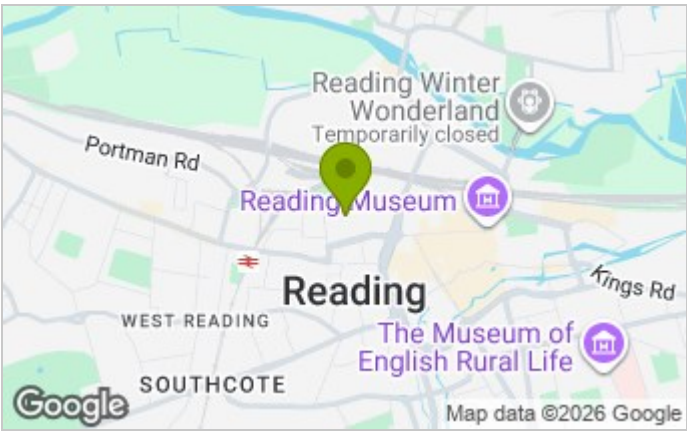 Reading Winter
Wonderland
Temporarily closed
Portman Rd
Reading Museum
Kings Rd
Reading
WEST READING
The Museum of
English Rural Life
SOUTHCOTE
Google
Map data ©2026 Google